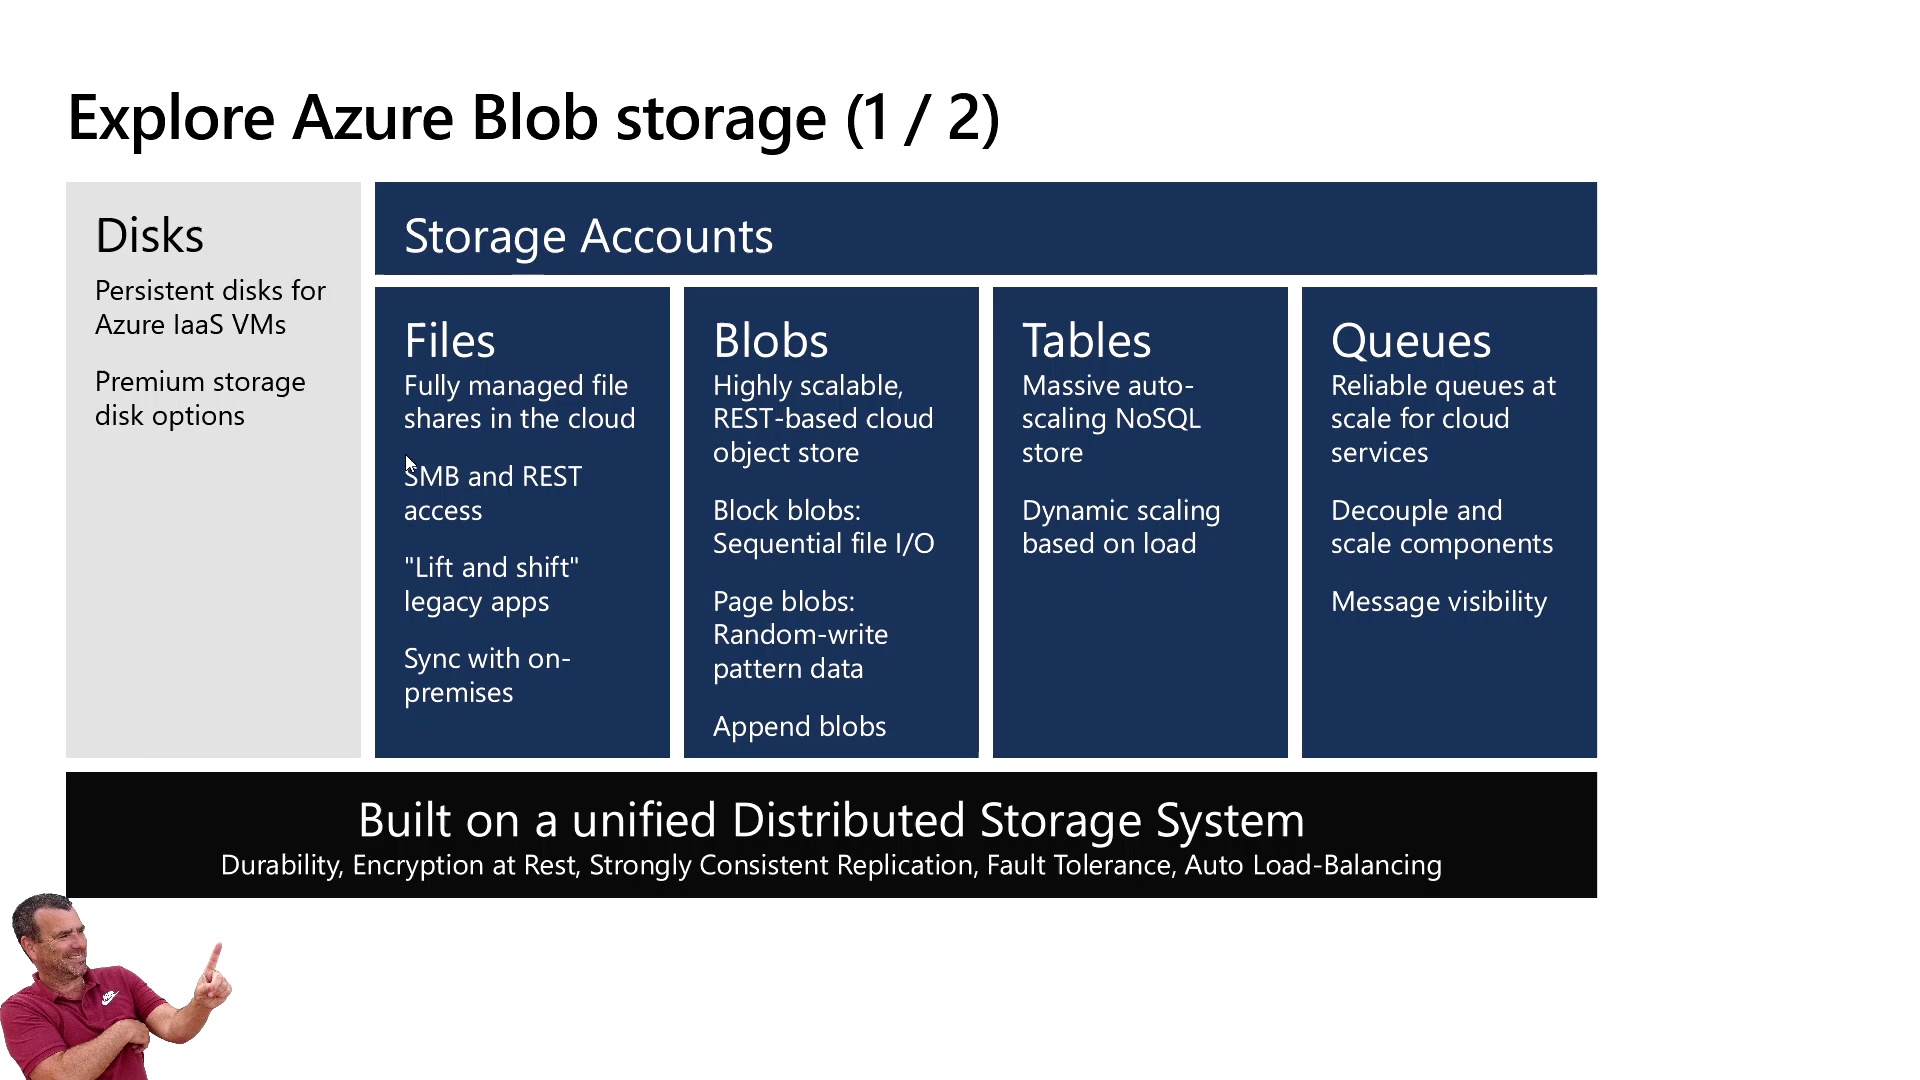 Explore Azure Blob storage (1 / 2)
Disks
Persistent disks for
Azure IaaS VMs
Premium storage
disk options
Storage Accounts
Files
Fully managed file
shares in the cloud
SMB and REST
access
"Lift and shift"
legacy apps
Sync with on-
premises
Blobs
Highly scalable,
REST-based cloud
object store
Block blobs:
Sequential file I/O
Page blobs:
Random-write
pattern data
Append blobs
Tables
Massive auto-
scaling NoSQL
store
Dynamic scaling
based on load
Queues
Reliable queues at
scale for cloud
services
Decouple and
scale components
Message visibility
Built on a unified Distributed Storage System
Durability, Encryption at Rest, Strongly Consistent Replication, Fault Tolerance, Auto Load-Balancing